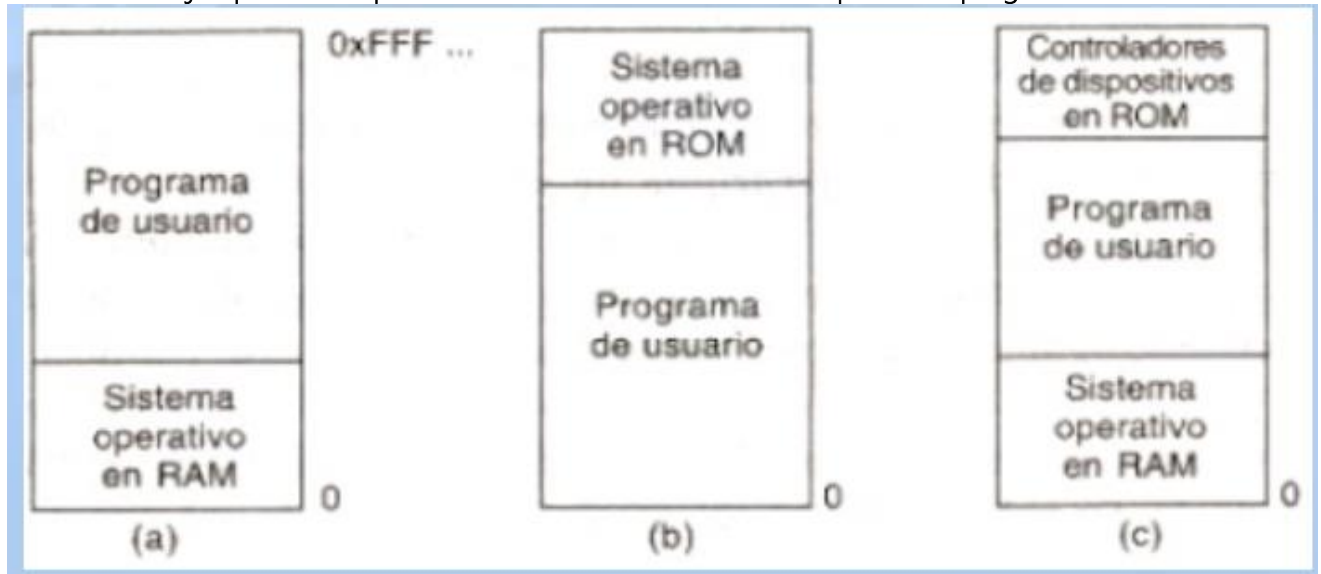 Programa
de usuario
Sistema
operativo
en RAM
0xFFF ...
0
(a)
Sistema
operativo
en ROM
Programa
de usuario
0
(b)
Controladores
de dispositivos
en ROM
Programa
de usuario
Sistema
operativo
en RAM
0
(c)